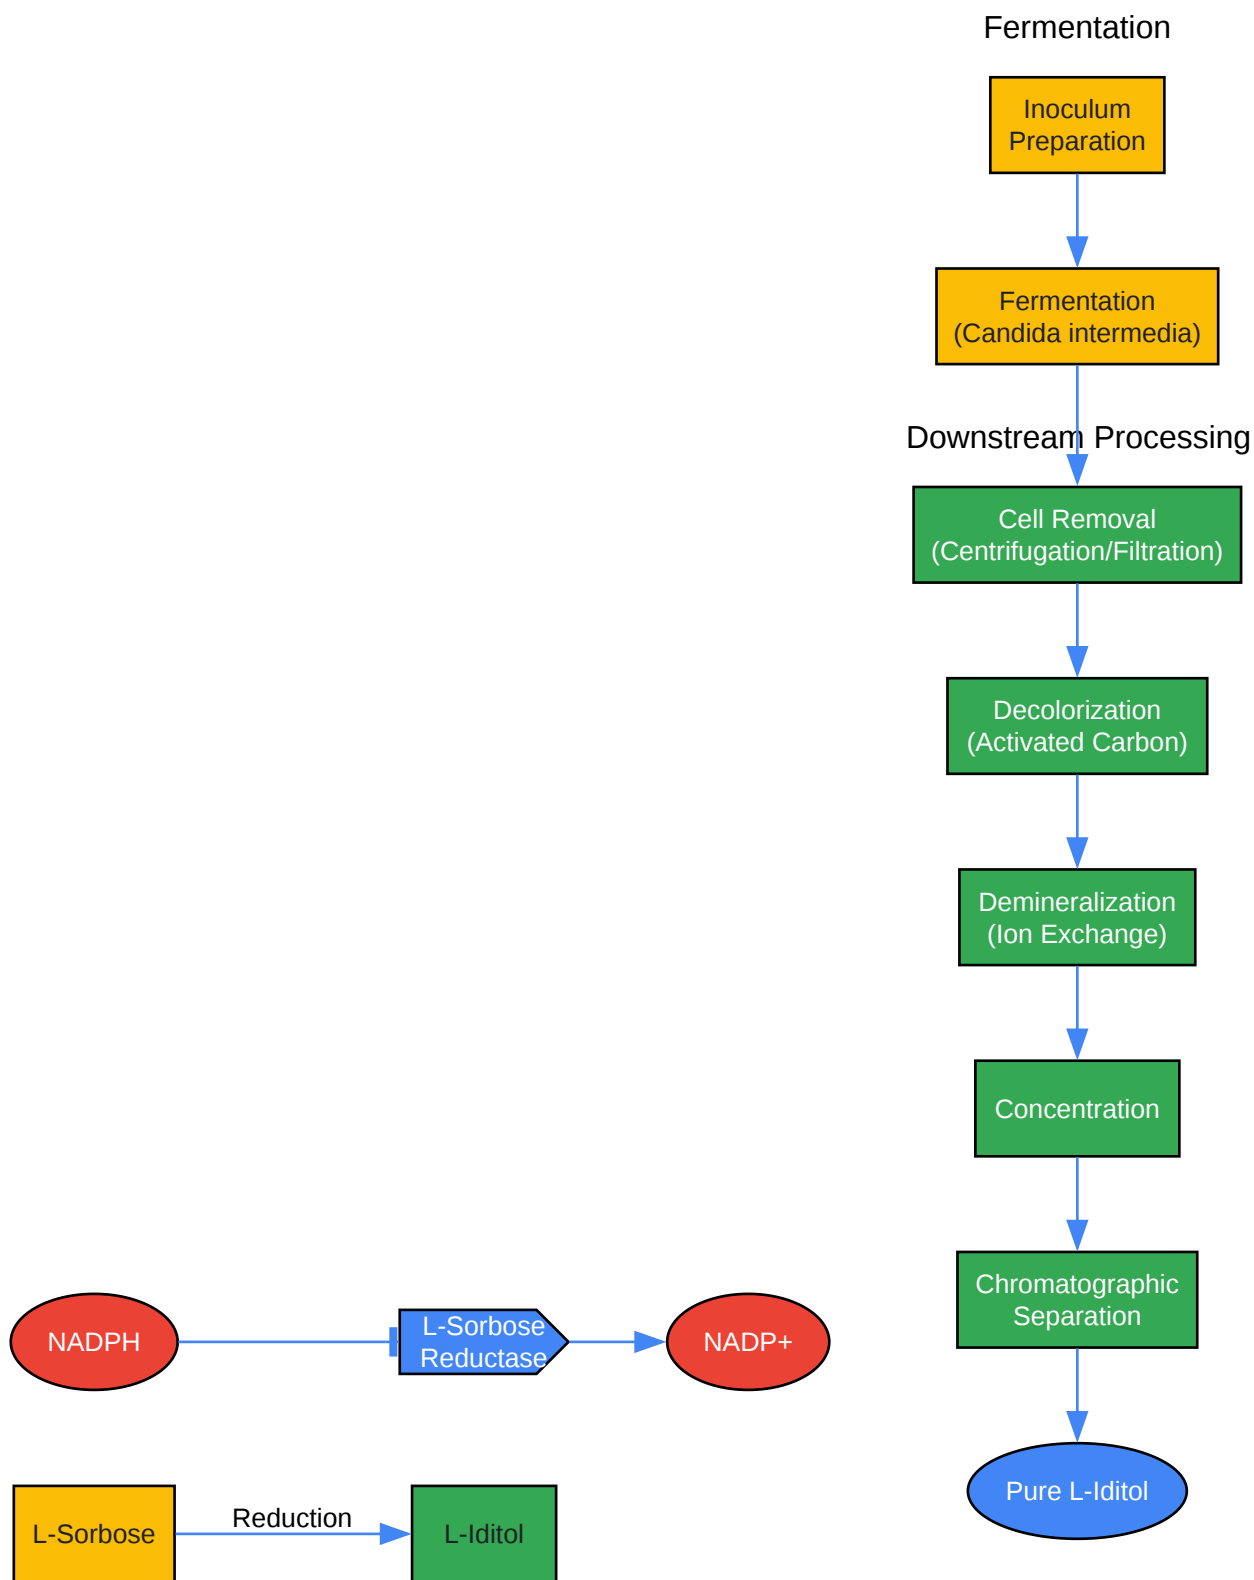 Fermentation
Inoculum
Preparation
Fermentation
(Candida intermedia)
Downstream Processing
Cell Removal
(Centrifugation/Filtration)
Decolorization
(Activated Carbon)
Demineralization
(Ion Exchange)
Concentration
Chromatographic
Separation
Pure L-Iditol
NADPH
L-Sorbose
Reductase
NADP+
L-Sorbose
Reduction
L-Iditol